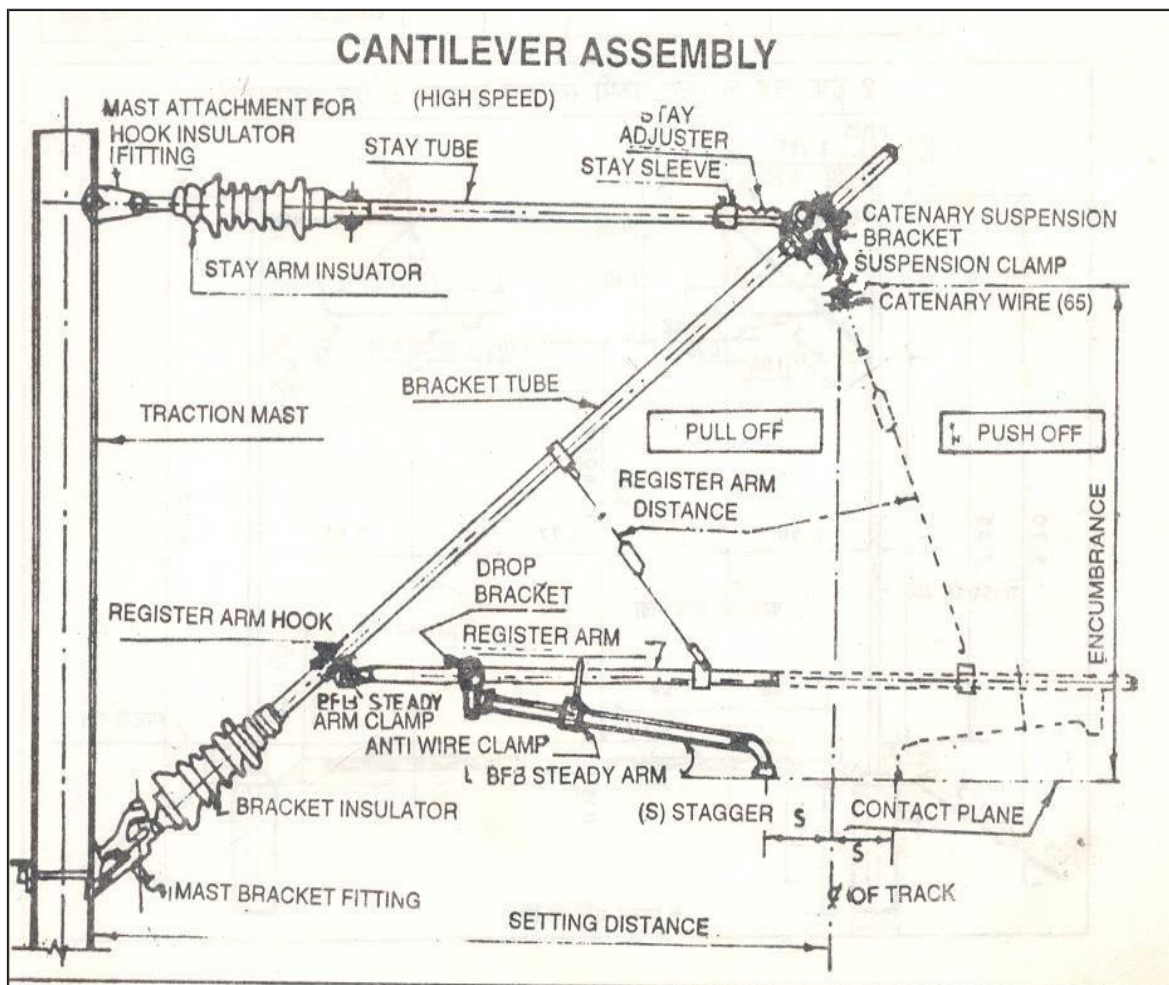 CANTILEVER ASSEMBLY
(HIGH SPEED)
MAST ATTACHMENT FOR
HOOK INSULATOR
FITTING
STAY TUBE
STAY
ADJUSTER
STAY SLEEVE
CATENARY SUSPENSION
BRACKET
SUSPENSION CLAMP
CATENARY WIRE (65)
STAY ARM INSUATOR
BRACKET TUBE
TRACTION MAST
PULL OFF
PUSH OFF
REGISTER ARM
DISTANCE
ENCUMBRANCE
DROP
BRACKET
REGISTER ARM HOOK
REGISTER ARM
BFB STEADY
ARM CLAMP
ANTI WIRE CLAMP
BFB STEADY ARM
BRACKET INSULATOR
(S) STAGGER
S
S
CONTACT PLANE
MAST BRACKET FITTING
OF TRACK
SETTING DISTANCE